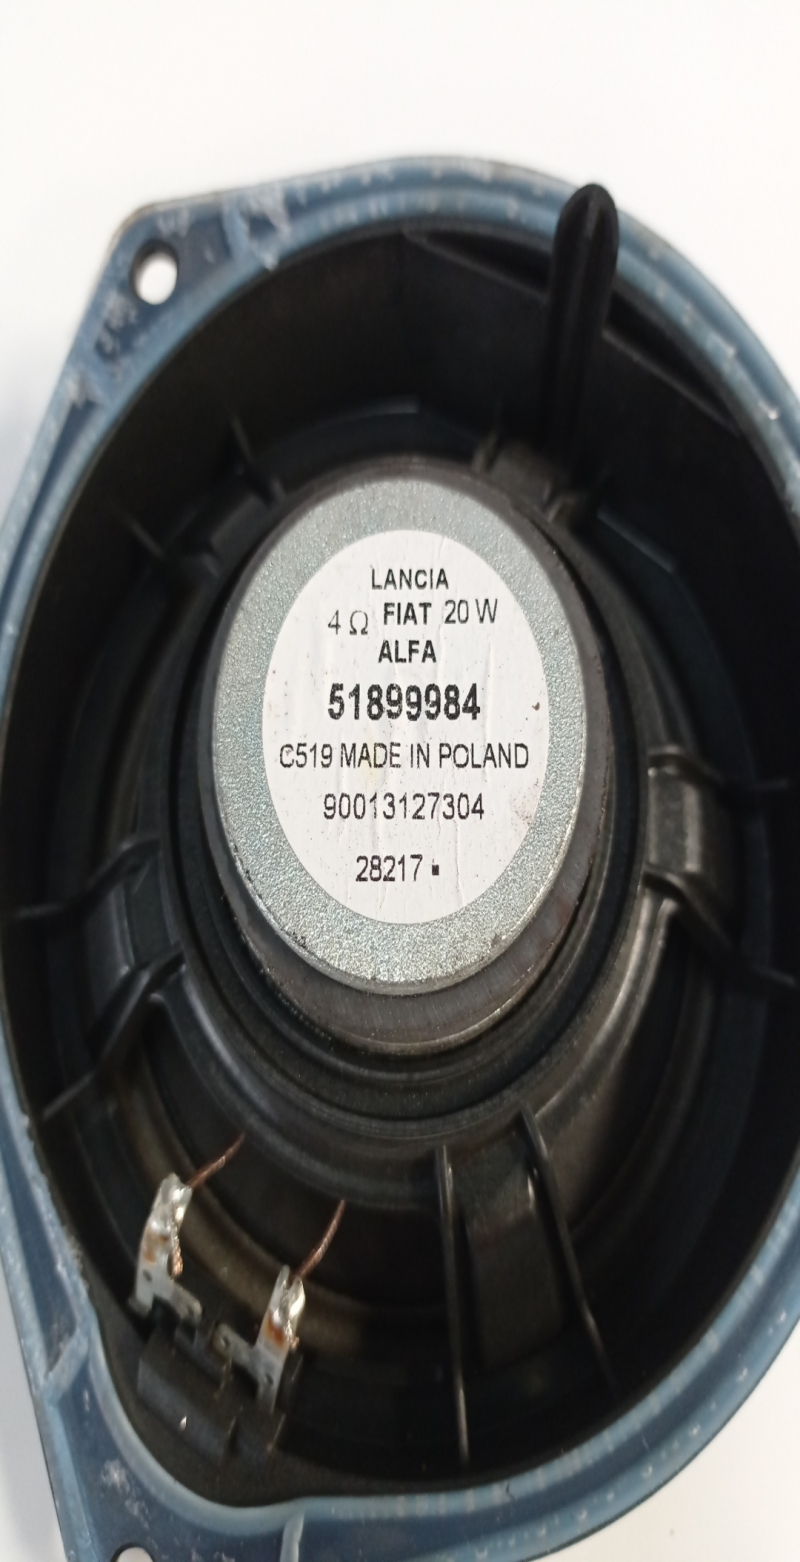 LANCIA
4 Ω FIAT 20 W
ALFA
51899984
C519 MADE IN POLAND
90013127304
28217